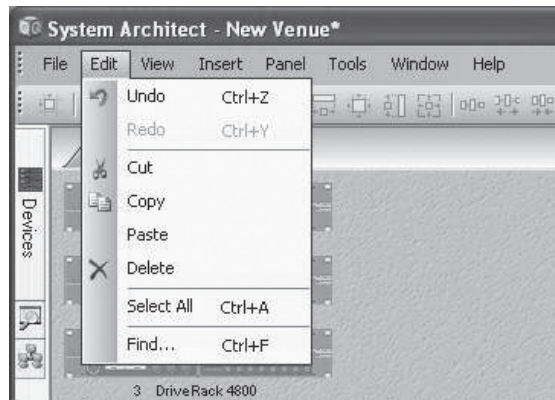 System Architect - New Venue*
File Edit View Insert Panel Tools Window Help
Undo Ctrl+Z
Redo Ctrl+Y
Cut
Copy
Paste
Delete
Select All Ctrl+A
Find... Ctrl+F
Devices
3 DriveRack 4800